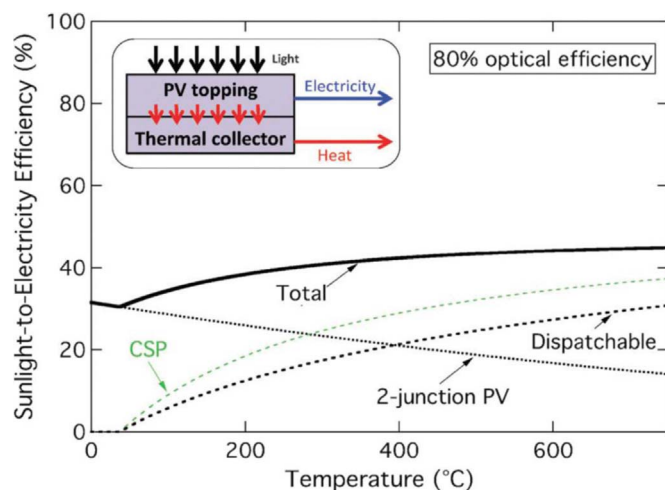 Sunlight-to-Electricity Efficiency (%)
100
80
60
40
20
0
80% optical efficiency
Light
PV topping
Electricity
Thermal collector
Heat
Total
CSP
Dispatchable
2-junction PV
0
200
400
600
Temperature (°C)